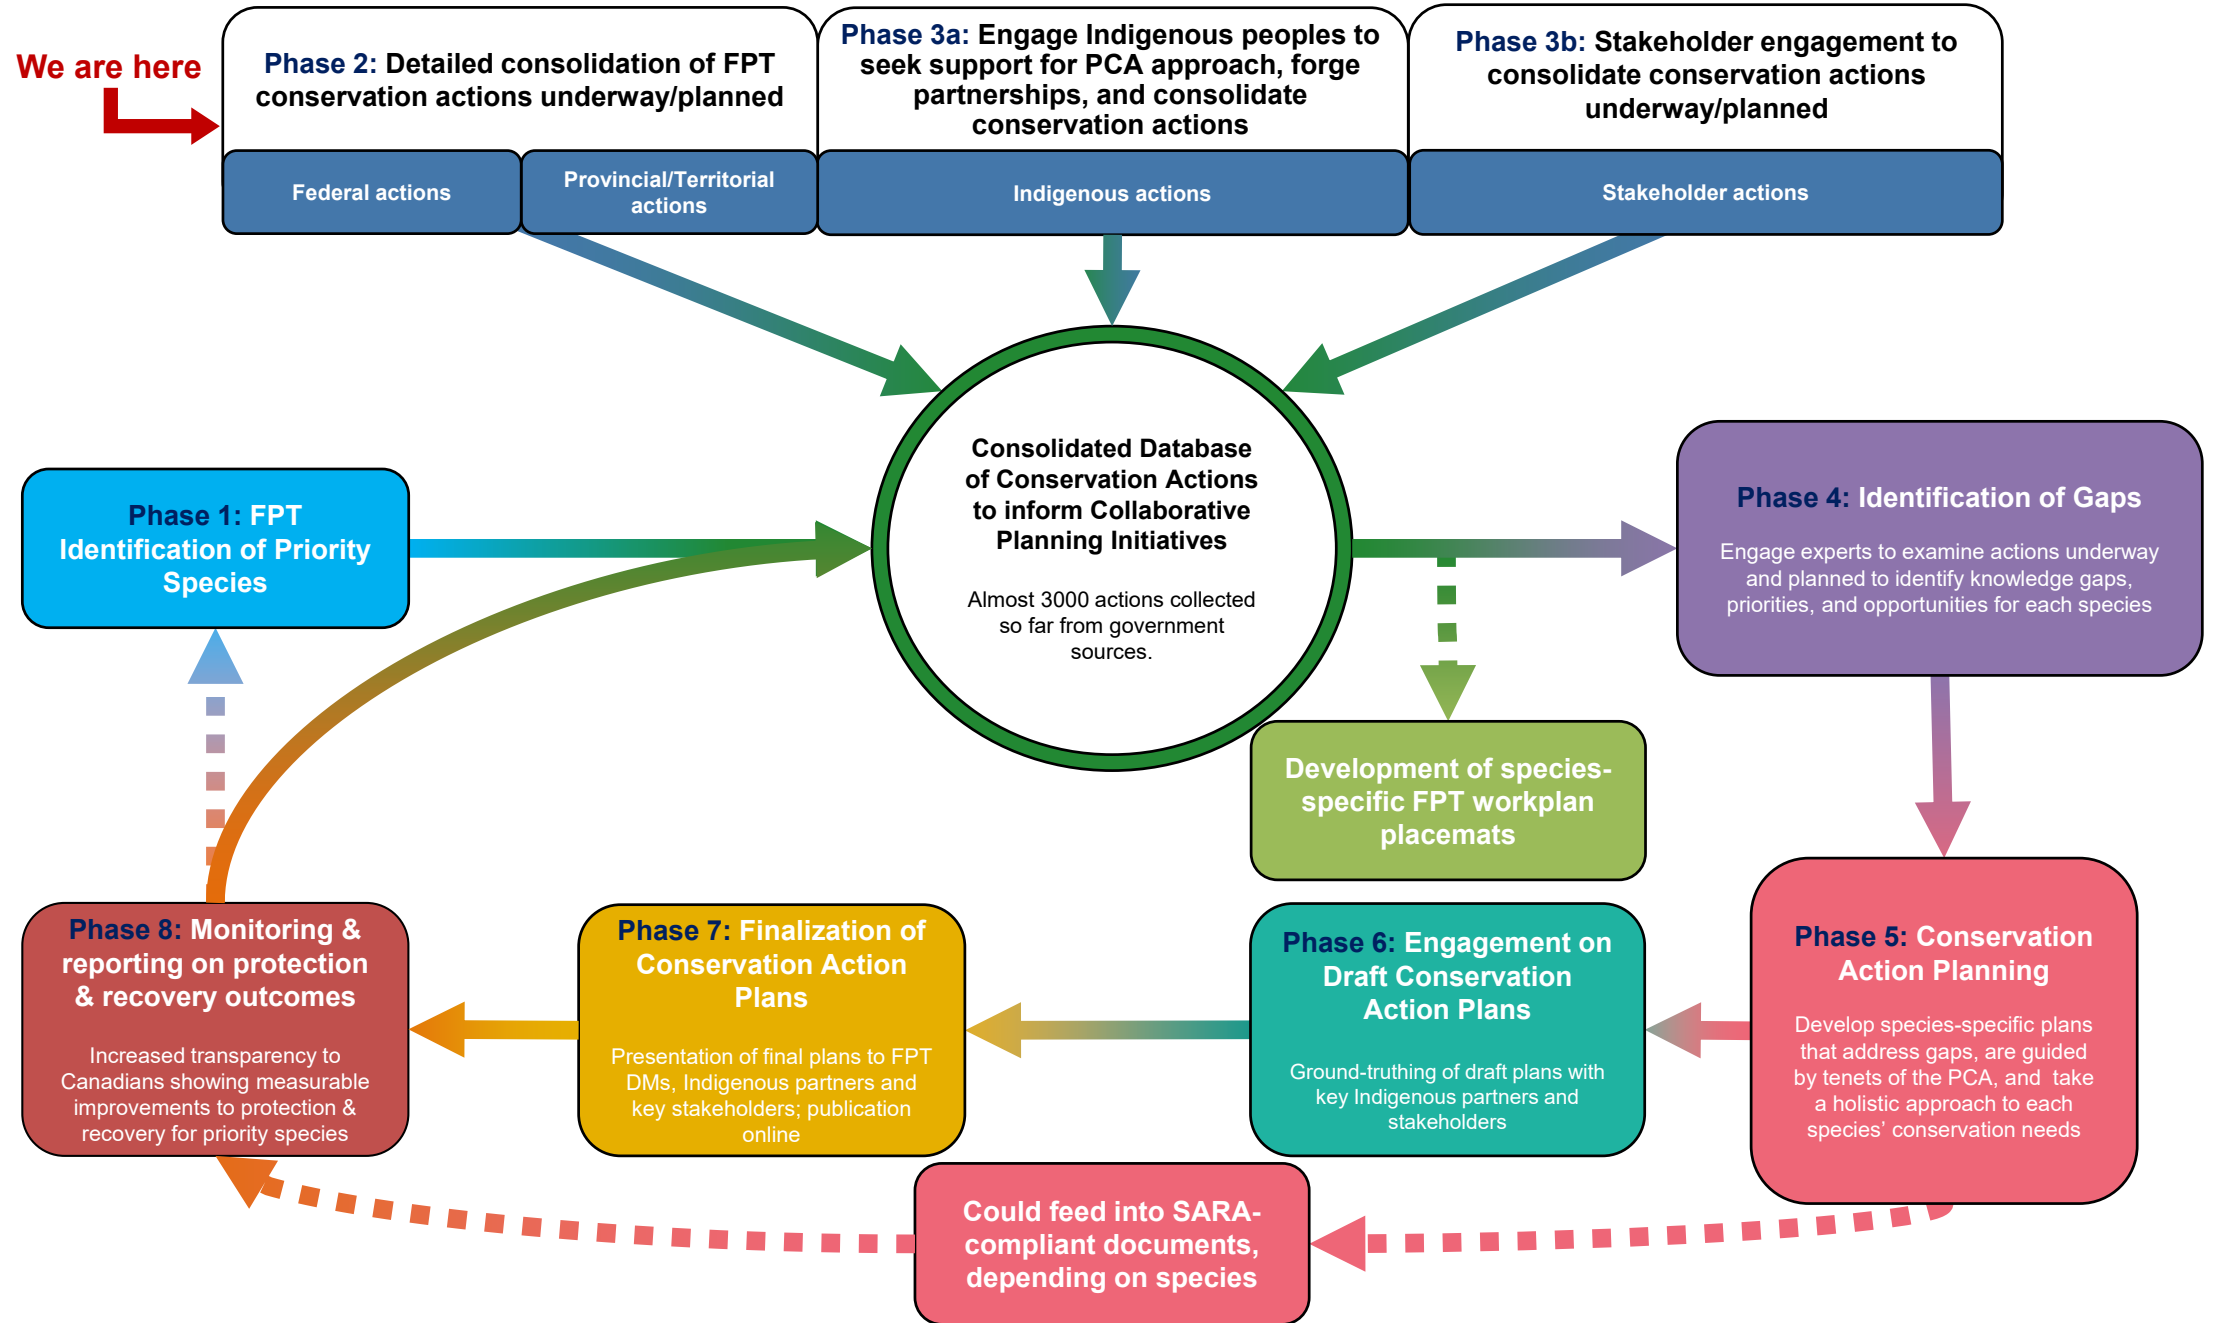 We are here
Phase 2: Detailed consolidation of FPT
conservation actions underway/planned
Federal actions
Provincial/Territorial
actions
Phase 3a: Engage Indigenous peoples to
seek support for PCA approach, forge
partnerships, and consolidate
conservation actions
Indigenous actions
Phase 3b: Stakeholder engagement to
consolidate conservation actions
underway/planned
Stakeholder actions
Phase 1: FPT
Identification of Priority
Species
Consolidated Database
of Conservation Actions
to inform Collaborative
Planning Initiatives
Almost 3000 actions collected
so far from government
sources.
Phase 4: Identification of Gaps
Engage experts to examine actions underway
and planned to identify knowledge gaps,
priorities, and opportunities for each species
Development of species-
specific FPT workplan
placemats
Phase 5: Conservation
Action Planning
Develop species-specific plans
that address gaps, are guided
by tenets of the PCA, and  take
a holistic approach to each
species’ conservation needs
Phase 6: Engagement on
Draft Conservation
Action Plans
Ground-truthing of draft plans with
key Indigenous partners and
stakeholders
Phase 7: Finalization of
Conservation Action
Plans
Presentation of final plans to FPT
DMs, Indigenous partners and
key stakeholders; publication
online
Phase 8: Monitoring &
reporting on protection
& recovery outcomes
Increased transparency to
Canadians showing measurable
improvements to protection &
recovery for priority species
Could feed into SARA-
compliant documents,
depending on species